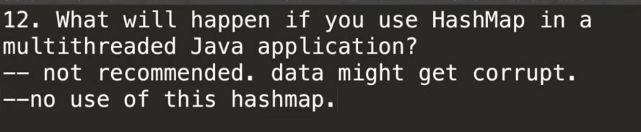 12. What will happen if you use HashMap in a
multithreaded Java application?
-- not recommended. data might get corrupt.
--no use of this hashmap.